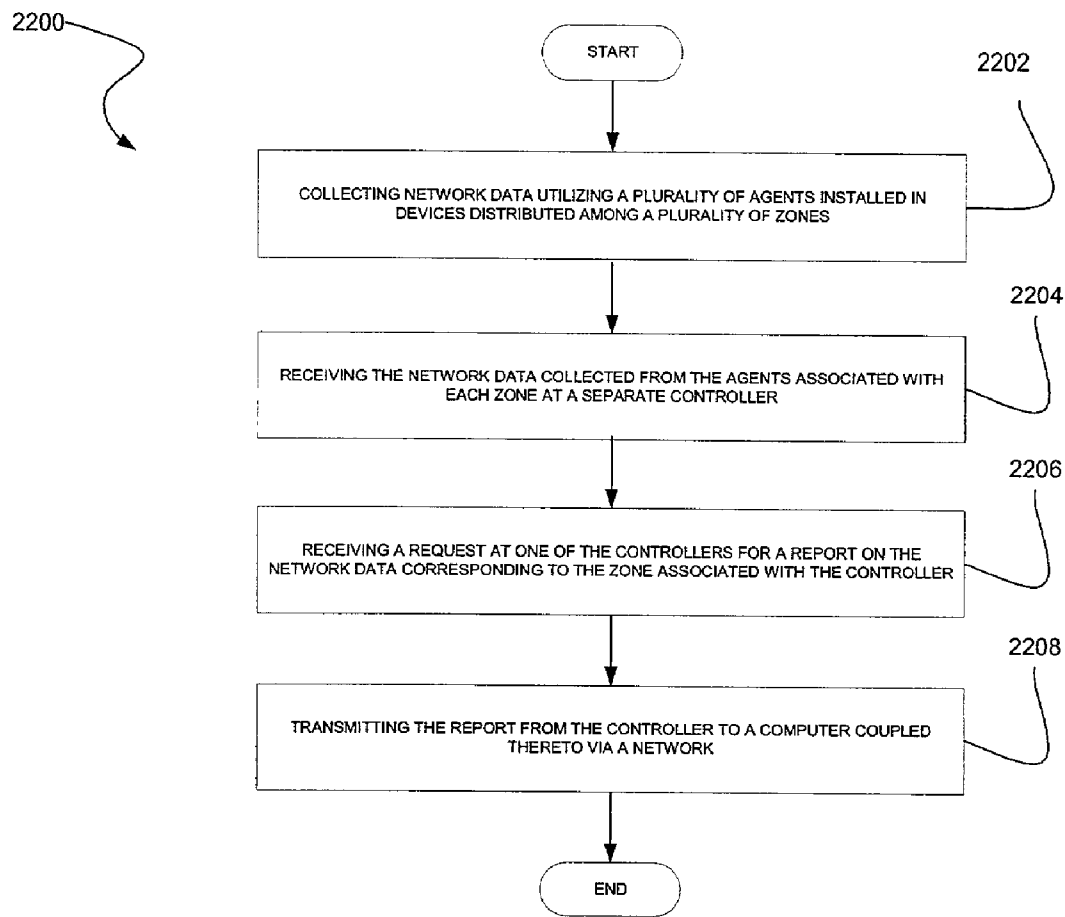 2200
START
2202
COLLECTING NETWORK DATA UTILIZING A PLURALITY OF AGENTS INSTALLED IN
DEVICES DISTRIBUTED AMONG A PLURALITY OF ZONES
2204
RECEIVING THE NETWORK DATA COLLECTED FROM THE AGENTS ASSOCIATED WITH
EACH ZONE AT A SEPARATE CONTROLLER
2206
RECEIVING A REQUEST AT ONE OF THE CONTROLLERS FOR A REPORT ON THE
NETWORK DATA CORRESPONDING TO THE ZONE ASSOCIATED WITH THE CONTROLLER
2208
TRANSMITTING THE REPORT FROM THE CONTROLLER TO A COMPUTER COUPLED
THERETO VIA A NETWORK
END